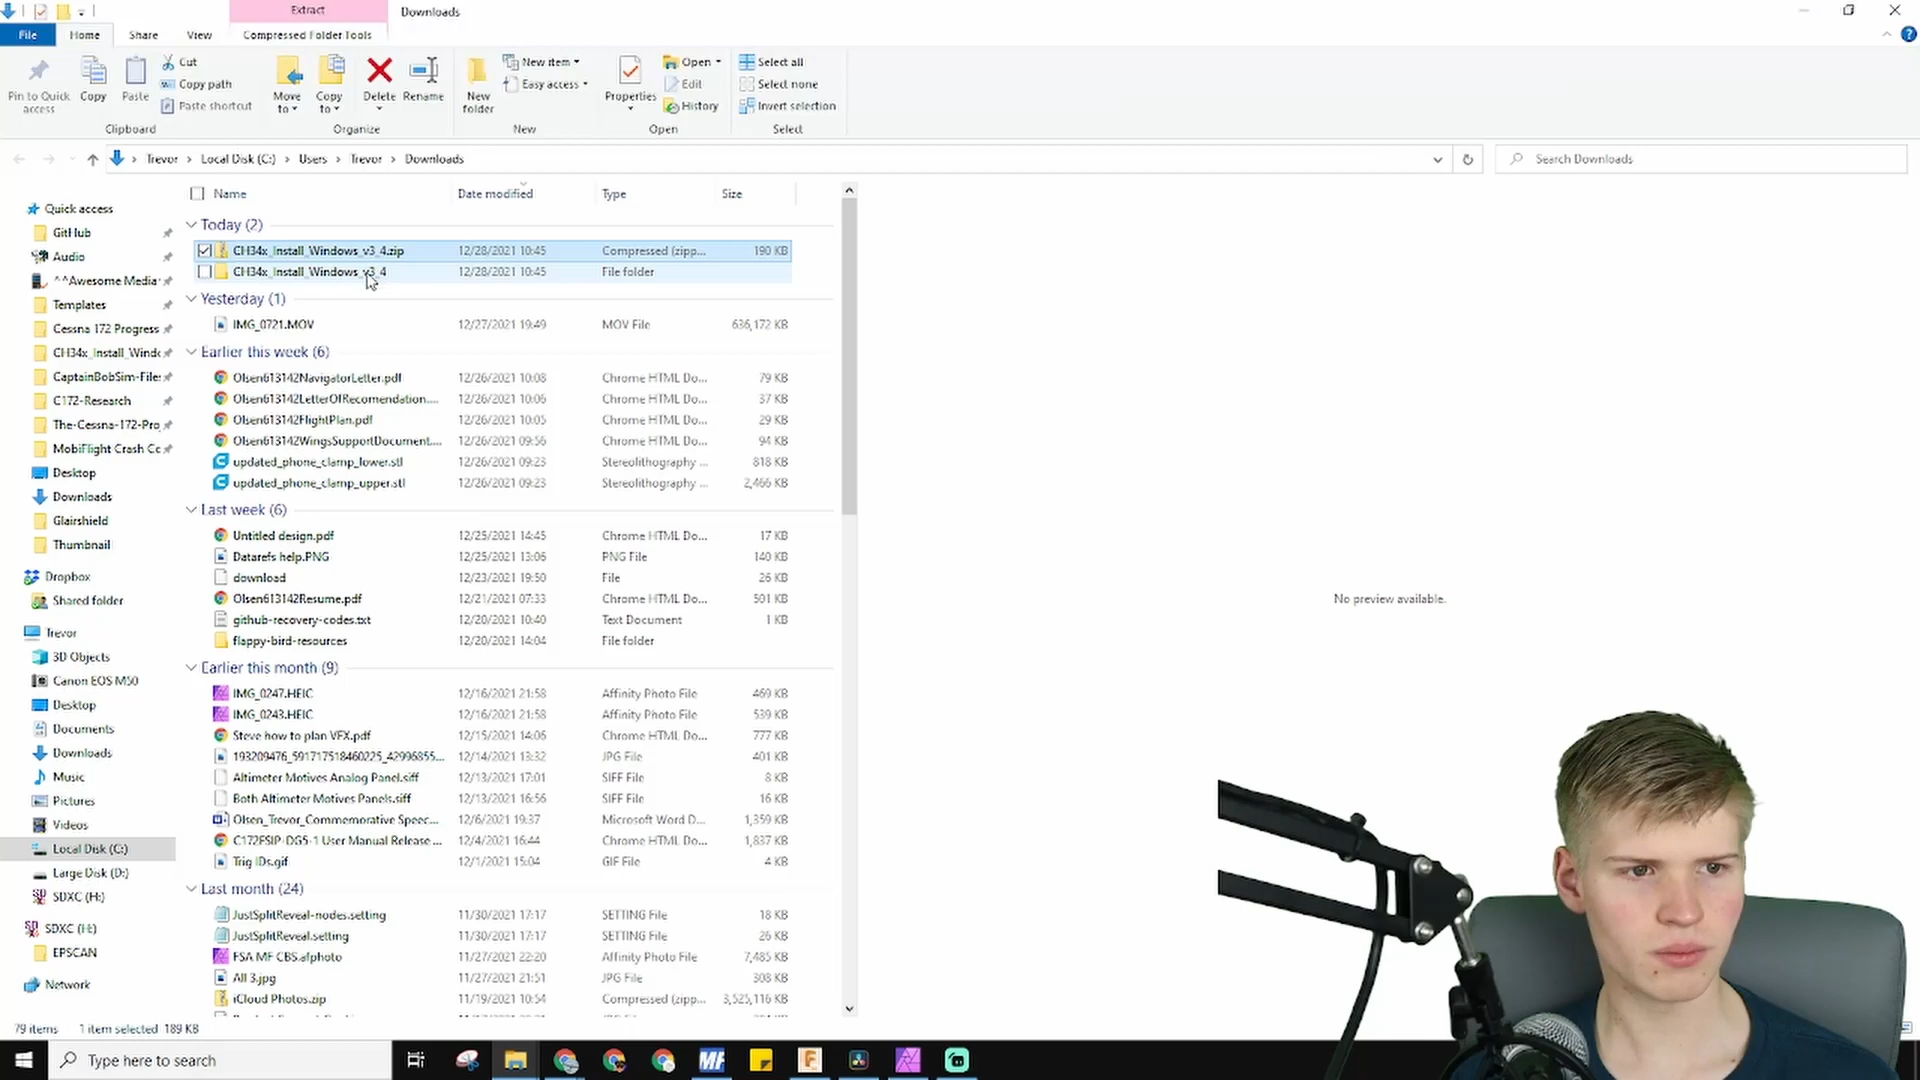 Extract Downloads
File Home Share View Compressed Folder Tools
Pin to Quick access
Copy
Paste
Cut
Copy path
Paste shortcut
Clipboard
Move to
Copy to
Delete
Rename
Organize
New folder
New item
Easy access
New
Properties
Open
Edit
History
Open
Select all
Select none
Invert selection
Select
Trevor > Local Disk (C:) > Users > Trevor > Downloads
Search Downloads
Name Date modified Type Size
Today (2)
CH34x_Install_Windows_v3_4.zip 12/28/2021 10:45 Compressed (zipp... 190 KB
CH34x_Install_Windows_v3_4 12/28/2021 10:45 File folder
Yesterday (1)
IMG_0721.MOV 12/27/2021 19:49 MOV File 636,172 KB
Earlier this week (6)
Olsen613142NavigatorLetter.pdf 12/26/2021 10:08 Chrome HTML Do... 79 KB
Olsen613142LetterOfRecomendation.... 12/26/2021 10:06 Chrome HTML Do... 37 KB
Olsen613142FlightPlan.pdf 12/26/2021 10:05 Chrome HTML Do... 29 KB
Olsen613142WingsSupportDocument.... 12/26/2021 09:56 Chrome HTML Do... 94 KB
updated_phone_clamp_lower.stl 12/26/2021 09:23 Stereolithography ... 818 KB
updated_phone_clamp_upper.stl 12/26/2021 09:23 Stereolithography ... 2,466 KB
Last week (6)
Untitled design.pdf 12/25/2021 14:45 Chrome HTML Do... 17 KB
Datarefs help.PNG 12/25/2021 13:06 PNG File 140 KB
download 12/23/2021 19:50 File 26 KB
Olsen613142Resume.pdf 12/21/2021 07:33 Chrome HTML Do... 501 KB
github-recovery-codes.txt 12/20/2021 10:40 Text Document 1 KB
flappy-bird-resources 12/20/2021 14:04 File folder
Earlier this month (9)
IMG_0247.HEIC 12/16/2021 21:58 Affinity Photo File 469 KB
IMG_0243.HEIC 12/16/2021 21:58 Affinity Photo File 539 KB
Steve how to plan VFX.pdf 12/15/2021 14:06 Chrome HTML Do... 777 KB
193209476_591717518460225_42996855... 12/14/2021 13:32 JPG File 401 KB
Altimeter Motives Analog Panel.siff 12/13/2021 17:01 SIFF File 8 KB
Both Altimeter Motives Panels.siff 12/13/2021 16:56 SIFF File 16 KB
Olsen_Trevor_Commemorative Speec... 12/6/2021 19:37 Microsoft Word D... 1,359 KB
C172FSIP-DG5-1 User Manual Release ... 12/4/2021 16:44 Chrome HTML Do... 1,837 KB
Trig IDs.gif 12/1/2021 15:04 GIF File 4 KB
Last month (24)
JustSplitReveal-nodes.setting 11/30/2021 17:17 SETTING File 18 KB
JustSplitReveal.setting 11/30/2021 17:17 SETTING File 26 KB
FSA MF CBS.afphoto 11/27/2021 22:20 Affinity Photo File 7,485 KB
All 3.jpg 11/27/2021 21:51 JPG File 308 KB
iCloud Photos.zip 11/19/2021 10:54 Compressed (zipp... 3,525,116 KB
Quick access
GitHub
Audio
^^Awesome Media
Templates
Cessna 172 Progress
CH34x_Install_Windo
CaptainBobSim-Files
C172-Research
The-Cessna-172-Pro
MobiFlight Crash Co
Desktop
Downloads
Glairshield
Thumbnail
Dropbox
Shared folder
Trevor
3D Objects
Canon EOS M50
Desktop
Documents
Downloads
Music
Pictures
Videos
Local Disk (C:)
Large Disk (D:)
SDXC (H:)
SDXC (H:)
EPSCAN
Network
No preview available.
79 items 1 item selected 189 KB
Type here to search
MF